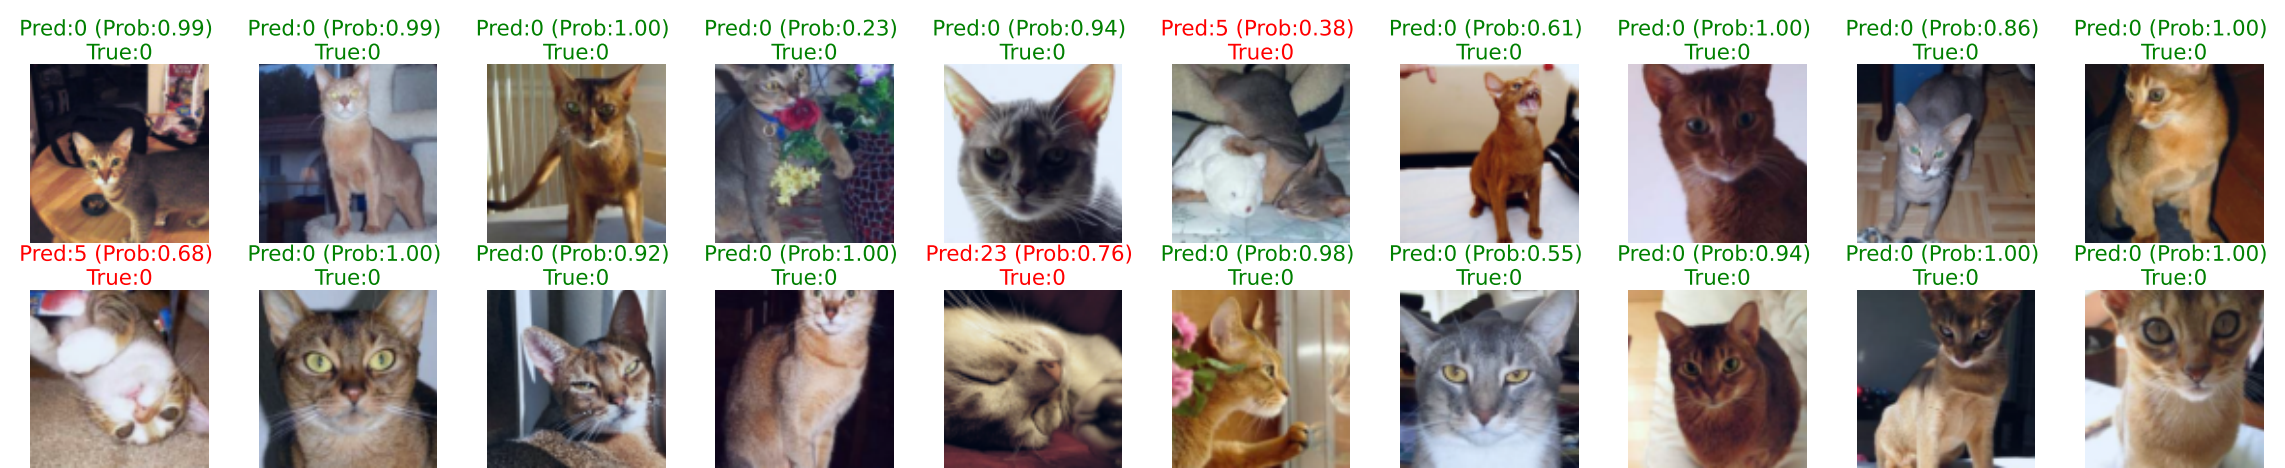 Pred:0 (Prob:0.99) Pred:0 (Prob:0.99) Pred:0 (Prob:1.00) Pred:0 (Prob:0.23) Pred:0 (Prob:0.94) Pred:5 (Prob:0.38) Pred:0 (Prob:0.61) Pred:0 (Prob:1.00) Pred:0 (Prob:0.86) Pred:0 (Prob:1.00)
True:0 True:0 True:0 True:0 True:0 True:0 True:0 True:0 True:0 True:0
Pred:5 (Prob:0.68) Pred:0 (Prob:1.00) Pred:0 (Prob:0.92) Pred:0 (Prob:1.00) Pred:23 (Prob:0.76) Pred:0 (Prob:0.98) Pred:0 (Prob:0.55) Pred:0 (Prob:0.94) Pred:0 (Prob:1.00) Pred:0 (Prob:1.00)
True:0 True:0 True:0 True:0 True:0 True:0 True:0 True:0 True:0 True:0